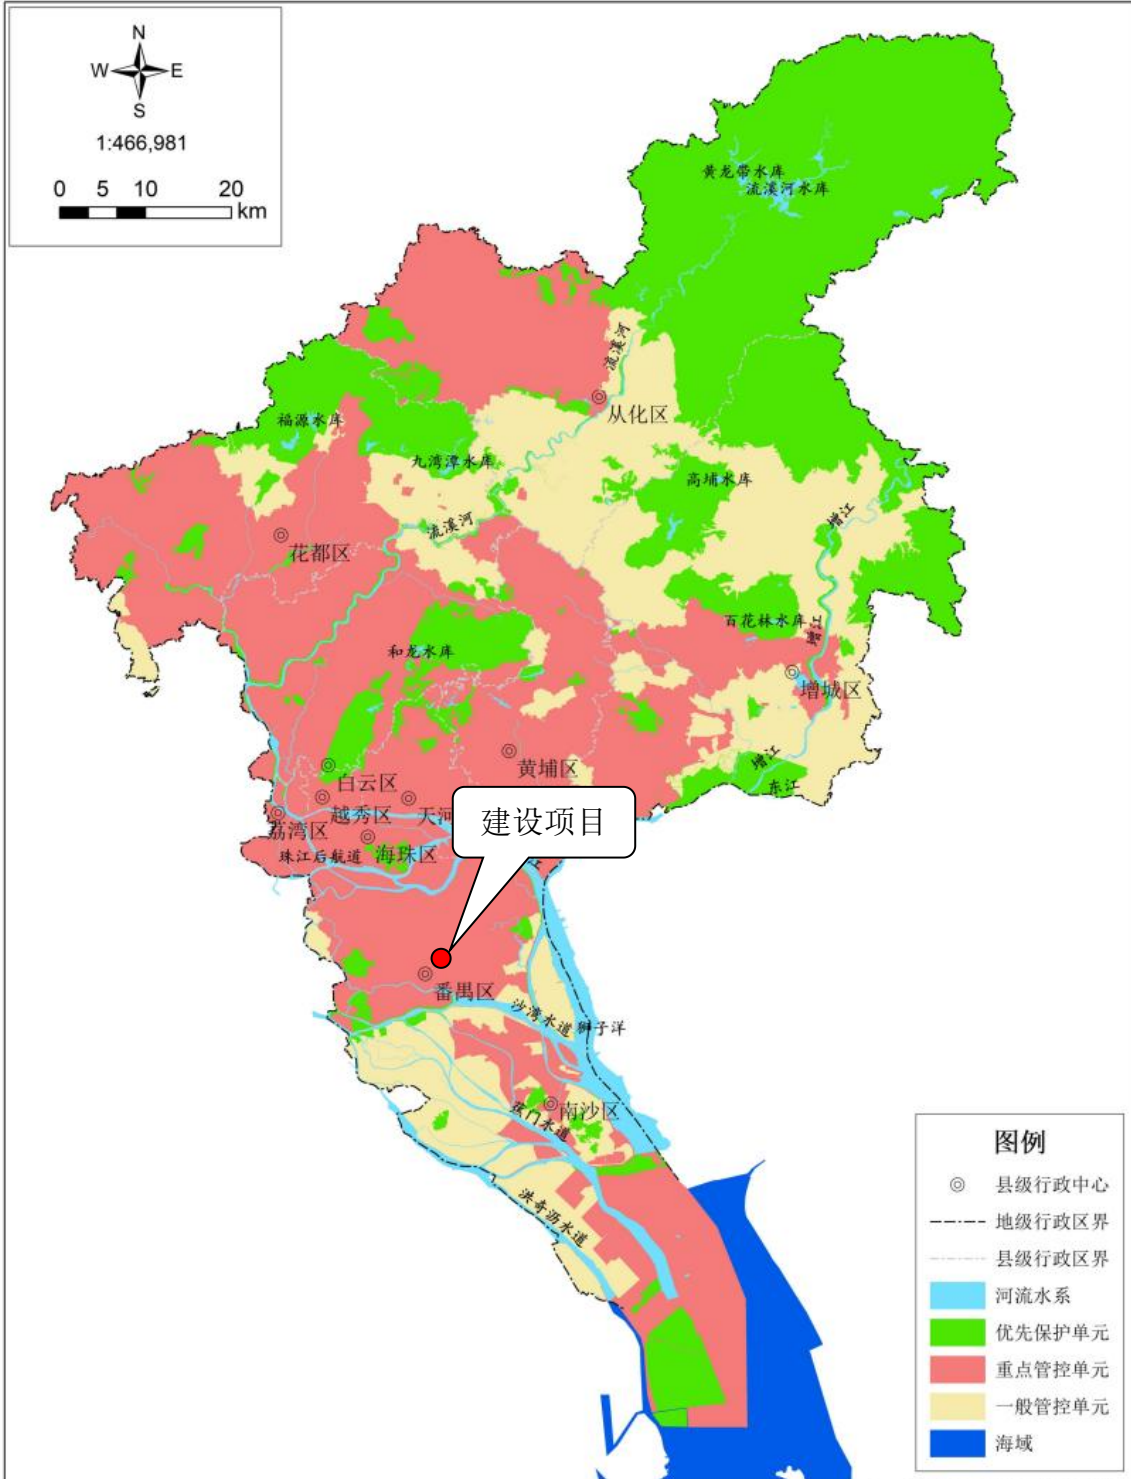 N
W E
S
1:466,981
0 5 10 20
km
黄龙带水库
流溪河水库
流溪河
从化区
福源水库
九湾潭水库
高埔水库
流溪河
增江
花都区
百花林水库
增江
和龙水库
增城区
黄埔区
增江
东江
白云区
越秀区
天河
建设项目
荔湾区
珠江后航道
海珠区
江
番禺区
沙湾水道
狮子洋
南沙区
蕉门水道
洪奇沥水道
图例
县级行政中心
地级行政区界
县级行政区界
河流水系
优先保护单元
重点管控单元
一般管控单元
海域